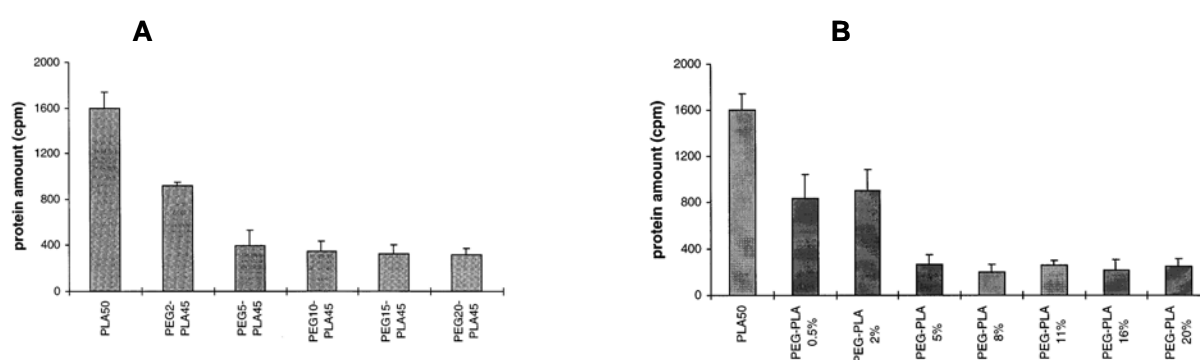 A
B
protein amount (cpm)
2000
1600
1200
800
400
0
PLA50
PEG2-
PLA45
PEG5-
PLA45
PEG10-
PLA45
PEG15-
PLA45
PEG20-
PLA45
protein amount (cpm)
2000
1600
1200
800
400
0
PLA50
PEG-PLA
0.5%
PEG-PLA
2%
PEG-PLA
5%
PEG-PLA
8%
PEG-PLA
11%
PEG-PLA
16%
PEG-PLA
20%